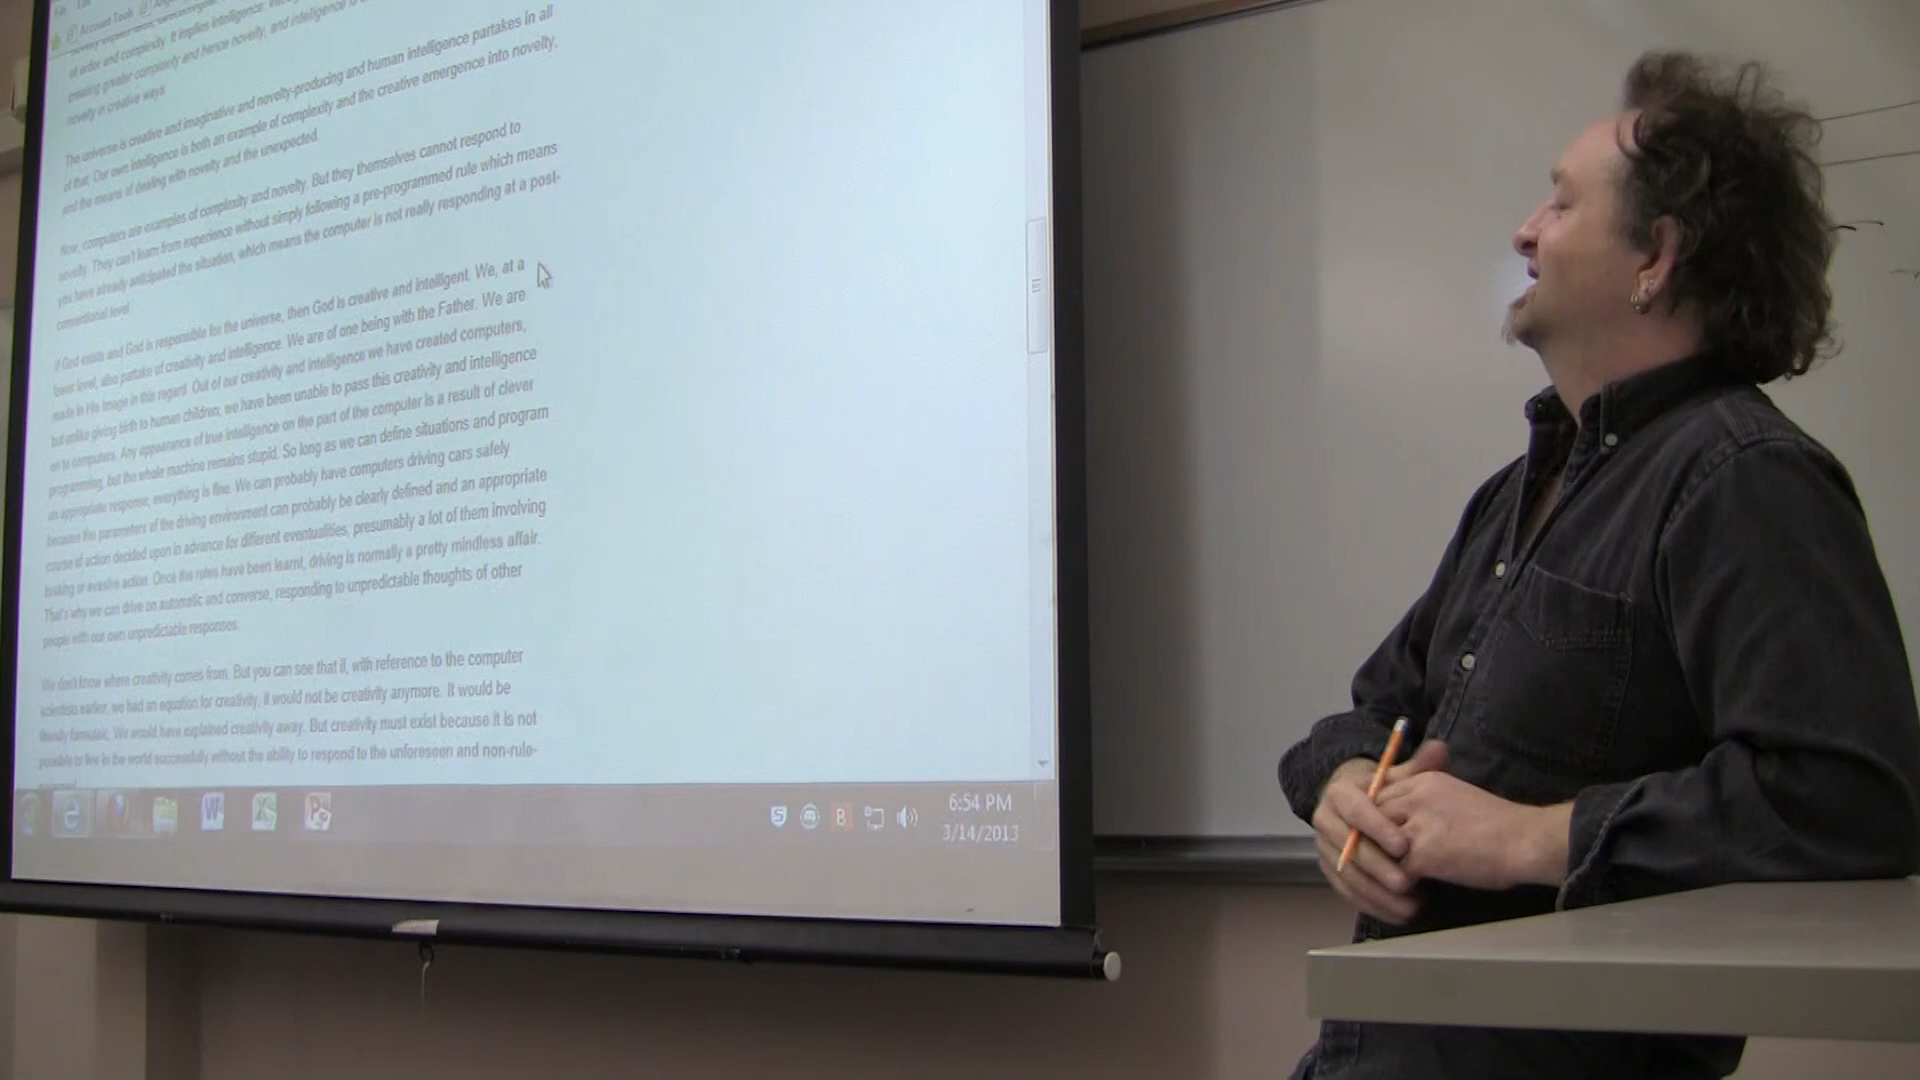 File
Account Tools
of order and complexity. It implies intelligence.
creating greater complexity and hence novelty, and intelligence is
novelty in creative ways.
The universe is creative and imaginative and novelty-producing and human intelligence partakes in all
of that. Our own intelligence is both an example of complexity and the creative emergence into novelty,
and the means of dealing with novelty and the unexpected.
Now, computers are examples of complexity and novelty. But they themselves cannot respond to
novelty. They can't learn from experience without simply following a pre-programmed rule which means
you have already anticipated the situation, which means the computer is not really responding at a post-
conventional level.
If God exists and God is responsible for the universe, then God is creative and intelligent. We, at a
lower level, also partake of creativity and intelligence. We are of one being with the Father. We are
made in His image in this regard. Out of our creativity and intelligence we have created computers,
but unlike giving birth to human children, we have been unable to pass this creativity and intelligence
on to computers. Any appearance of true intelligence on the part of the computer is a result of clever
programming, but the whole machine remains stupid. So long as we can define situations and program
an appropriate response, everything is fine. We can probably have computers driving cars safely
because the parameters of the driving environment can probably be clearly defined and an appropriate
course of action decided upon in advance for different eventualities, presumably a lot of them involving
braking or evasive action. Once the rules have been learnt, driving is normally a pretty mindless affair.
That's why we can drive on automatic and converse, responding to unpredictable thoughts of other
people with our own unpredictable responses.
We don't know where creativity comes from. But you can see that if, with reference to the computer
scientists earlier, we had an equation for creativity, it would not be creativity anymore. It would be
literally formulaic. We would have explained creativity away. But creativity must exist because it is not
possible to live in the world successfully without the ability to respond to the unforeseen and non-rule-
6:54 PM
3/14/2013